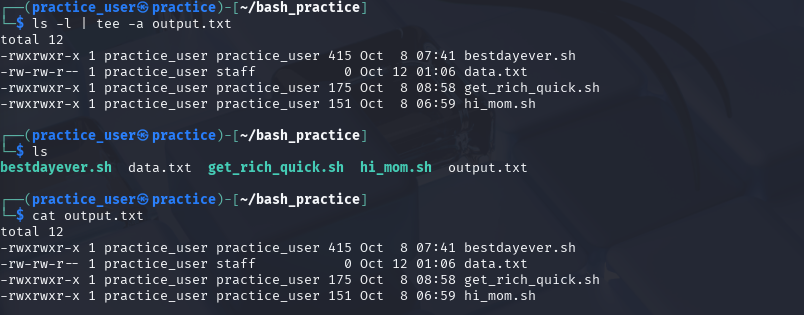 ┌──(practice_user㉿practice)-[~/bash_practice]
└─$ ls -l | tee -a output.txt
total 12
-rwxrwxr-x 1 practice_user practice_user 415 Oct  8 07:41 bestdayever.sh
-rw-rw-r-- 1 practice_user staff           0 Oct 12 01:06 data.txt
-rwxrwxr-x 1 practice_user practice_user 175 Oct  8 08:58 get_rich_quick.sh
-rwxrwxr-x 1 practice_user practice_user 151 Oct  8 06:59 hi_mom.sh
┌──(practice_user㉿practice)-[~/bash_practice]
└─$ ls
bestdayever.sh  data.txt  get_rich_quick.sh  hi_mom.sh  output.txt
┌──(practice_user㉿practice)-[~/bash_practice]
└─$ cat output.txt
total 12
-rwxrwxr-x 1 practice_user practice_user 415 Oct  8 07:41 bestdayever.sh
-rw-rw-r-- 1 practice_user staff           0 Oct 12 01:06 data.txt
-rwxrwxr-x 1 practice_user practice_user 175 Oct  8 08:58 get_rich_quick.sh
-rwxrwxr-x 1 practice_user practice_user 151 Oct  8 06:59 hi_mom.sh